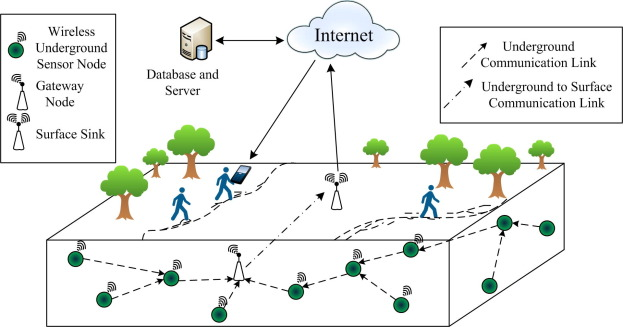 Wireless
Underground
Sensor Node
Gateway
Node
Surface Sink
Database and
Server
Internet
Underground
Communication Link
Underground to Surface
Communication Link